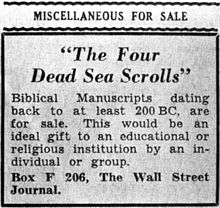 MISCELLANEOUS FOR SALE
“The Four
Dead Sea Scrolls”
Biblical Manuscripts dating
back to at least 200 BC, are
for sale. This would be an
ideal gift to an educational or
religious institution by an in-
dividual or group.
Box F 206, The Wall Street
Journal.